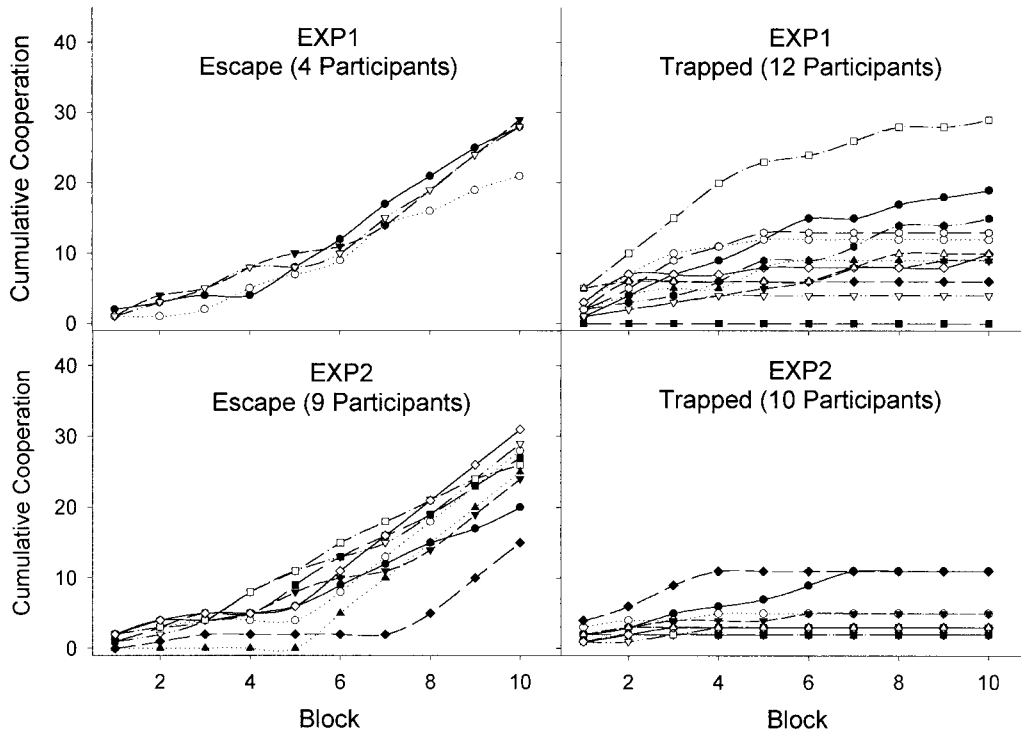 EXP1
Escape (4 Participants)
EXP1
Trapped (12 Participants)
Cumulative Cooperation
40
30
20
10
0
EXP2
Escape (9 Participants)
EXP2
Trapped (10 Participants)
Cumulative Cooperation
40
30
20
10
0
2 4 6 8 10
2 4 6 8 10
Block
Block